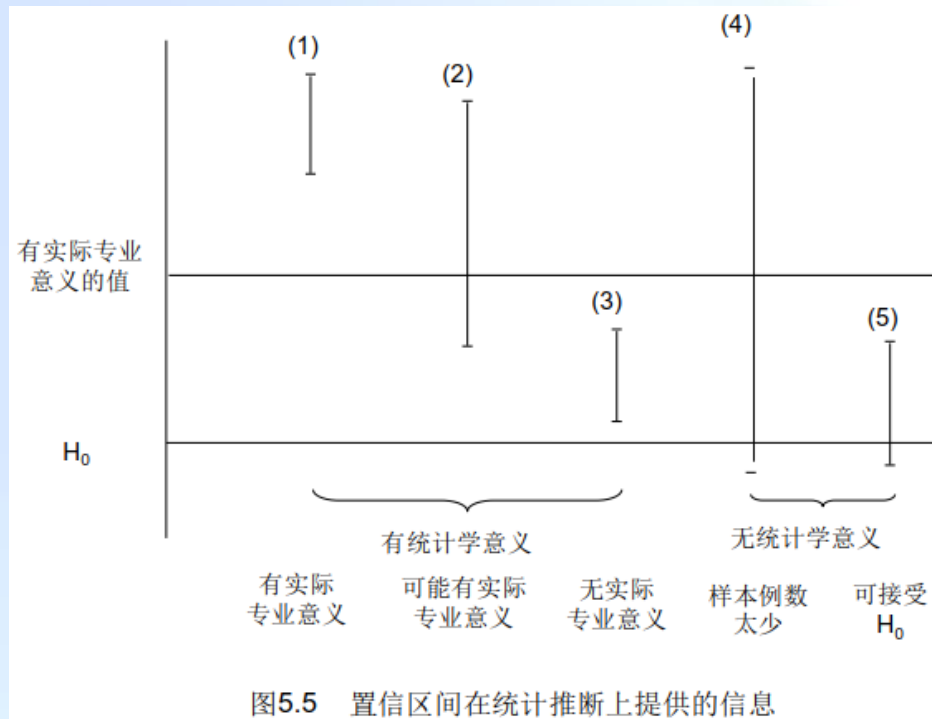 (1)
(2)
(4)
有实际专业
意义的值
(3)
(5)
H₀
有统计学意义
无统计学意义
有实际
专业意义
可能有实际
专业意义
无实际
专业意义
样本例数
太少
可接受
H₀
图5.5 置信区间在统计推断上提供的信息